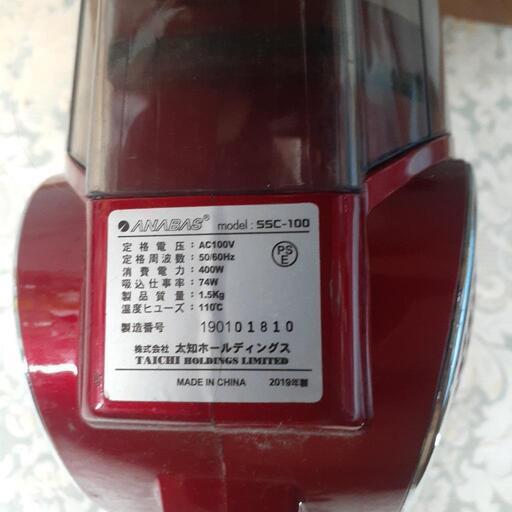 ANABAS® model : SSC-100
定格電圧 : AC100V
定格周波数 : 50/60Hz
消費電力 : 400W
吸込仕事率 : 74W
製品質量 : 1.5Kg
温度ヒューズ : 110℃
PS
E
製造番号 190101810
株式会社 太知ホールディングス
TAICHI HOLDINGS LIMITED
MADE IN CHINA 2019年製